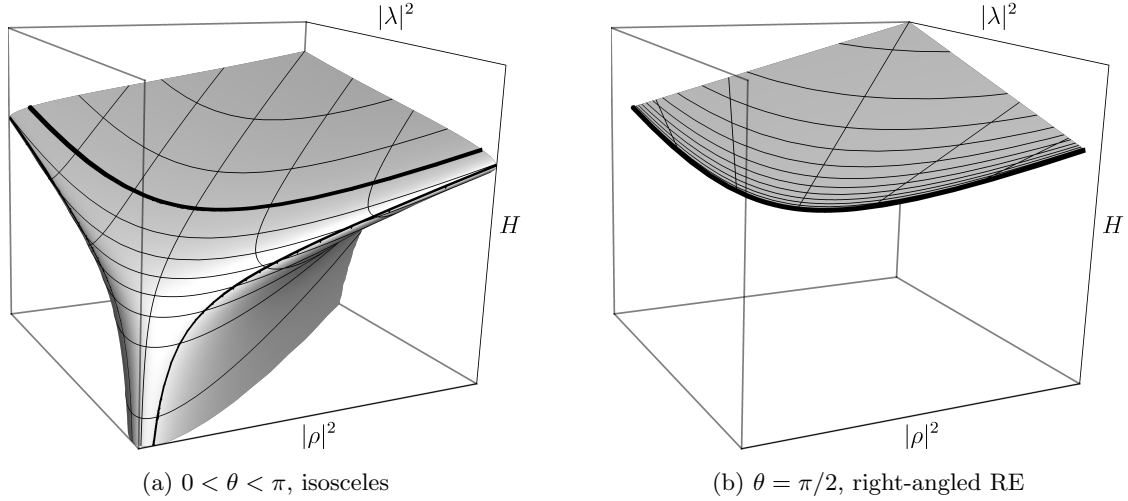 |λ|²
H
|ρ|²
(a) 0 < θ < π, isosceles
|λ|²
H
|ρ|²
(b) θ = π/2, right-angled RE